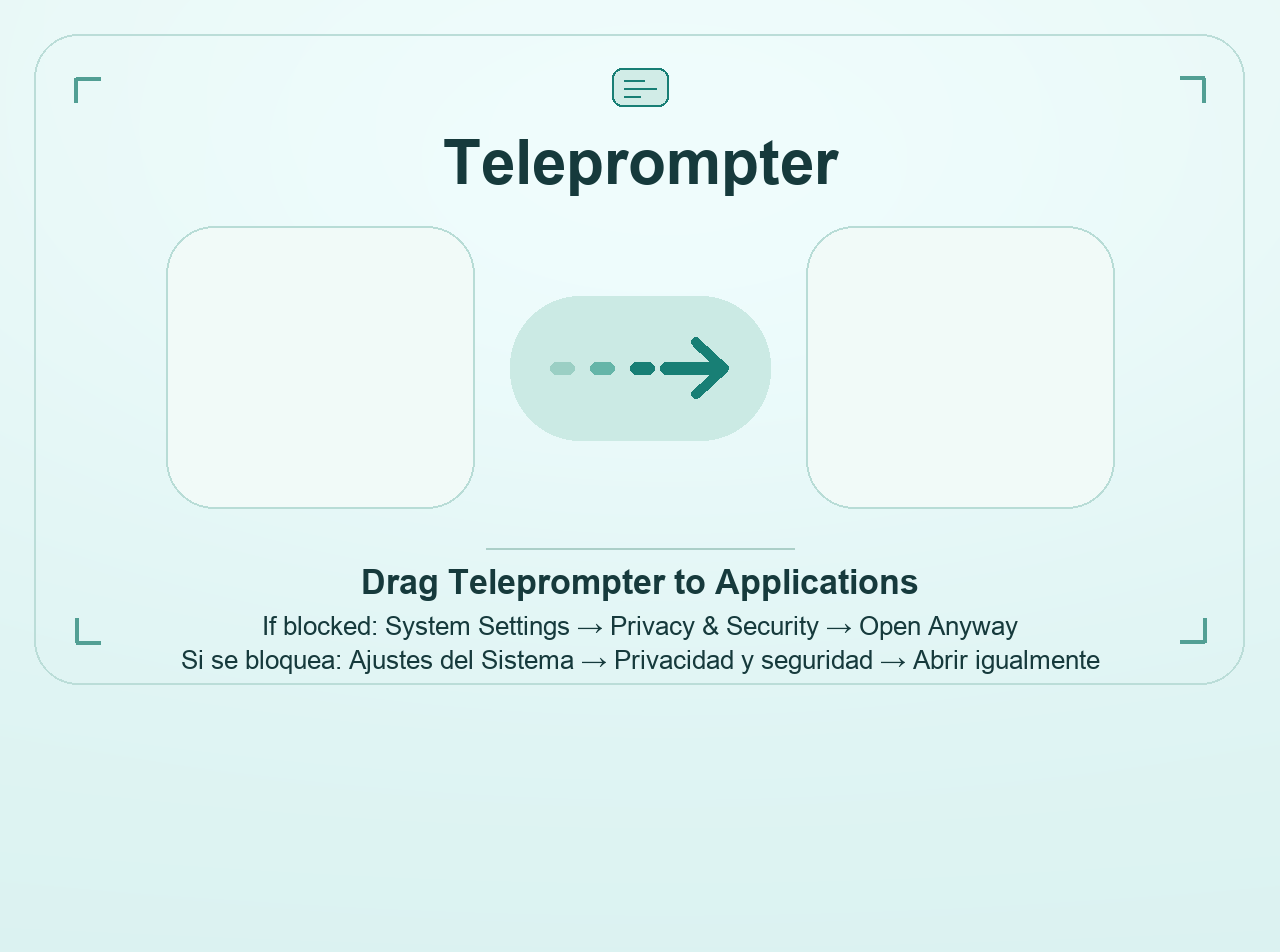 Teleprompter
Drag Teleprompter to Applications
If blocked: System Settings → Privacy & Security → Open Anyway
Si se bloquea: Ajustes del Sistema → Privacidad y seguridad → Abrir igualmente